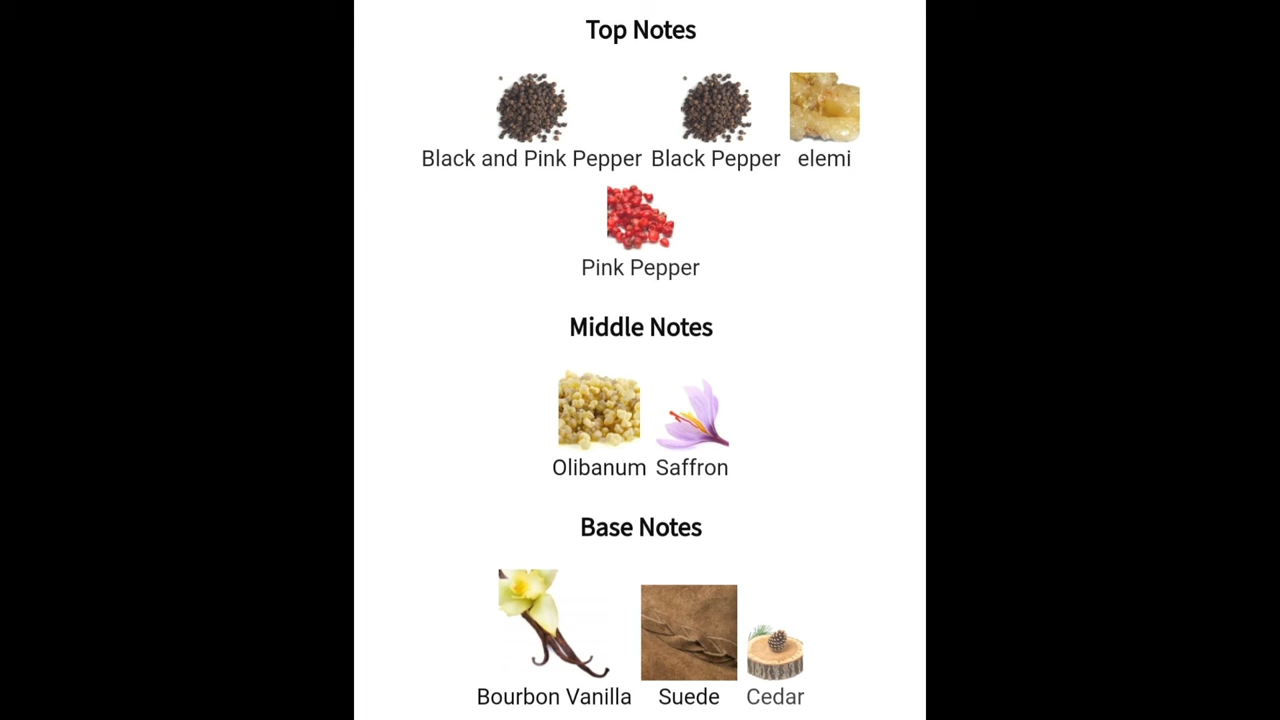 Top Notes
Black and Pink Pepper Black Pepper elemi
Pink Pepper
Middle Notes
Olibanum Saffron
Base Notes
Bourbon Vanilla Suede Cedar